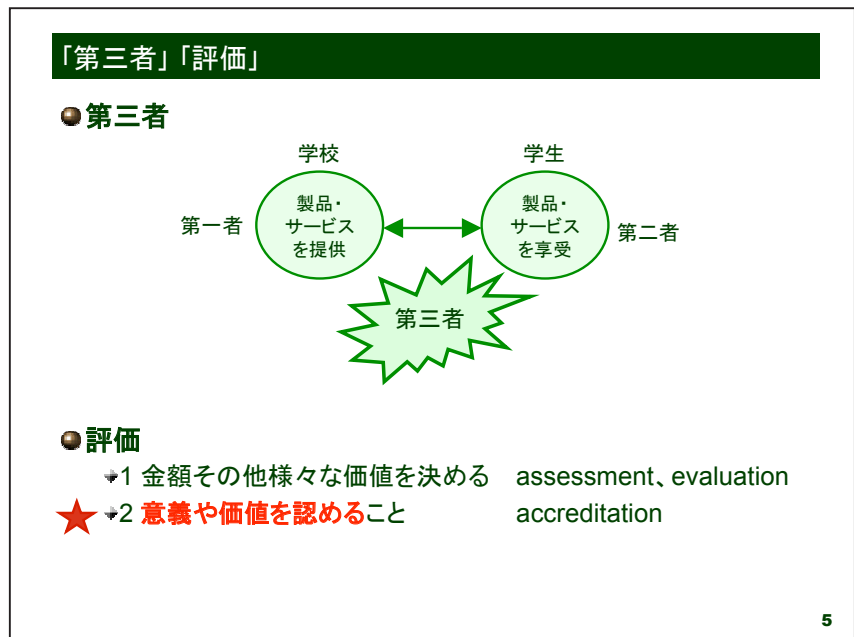 「第三者」「評価」
第三者
学校
学生
第一者
製品・
サービス
を提供
製品・
サービス
を享受
第二者
第三者
評価
1 金額その他様々な価値を決める assessment、evaluation
2 意義や価値を認めること accreditation
5